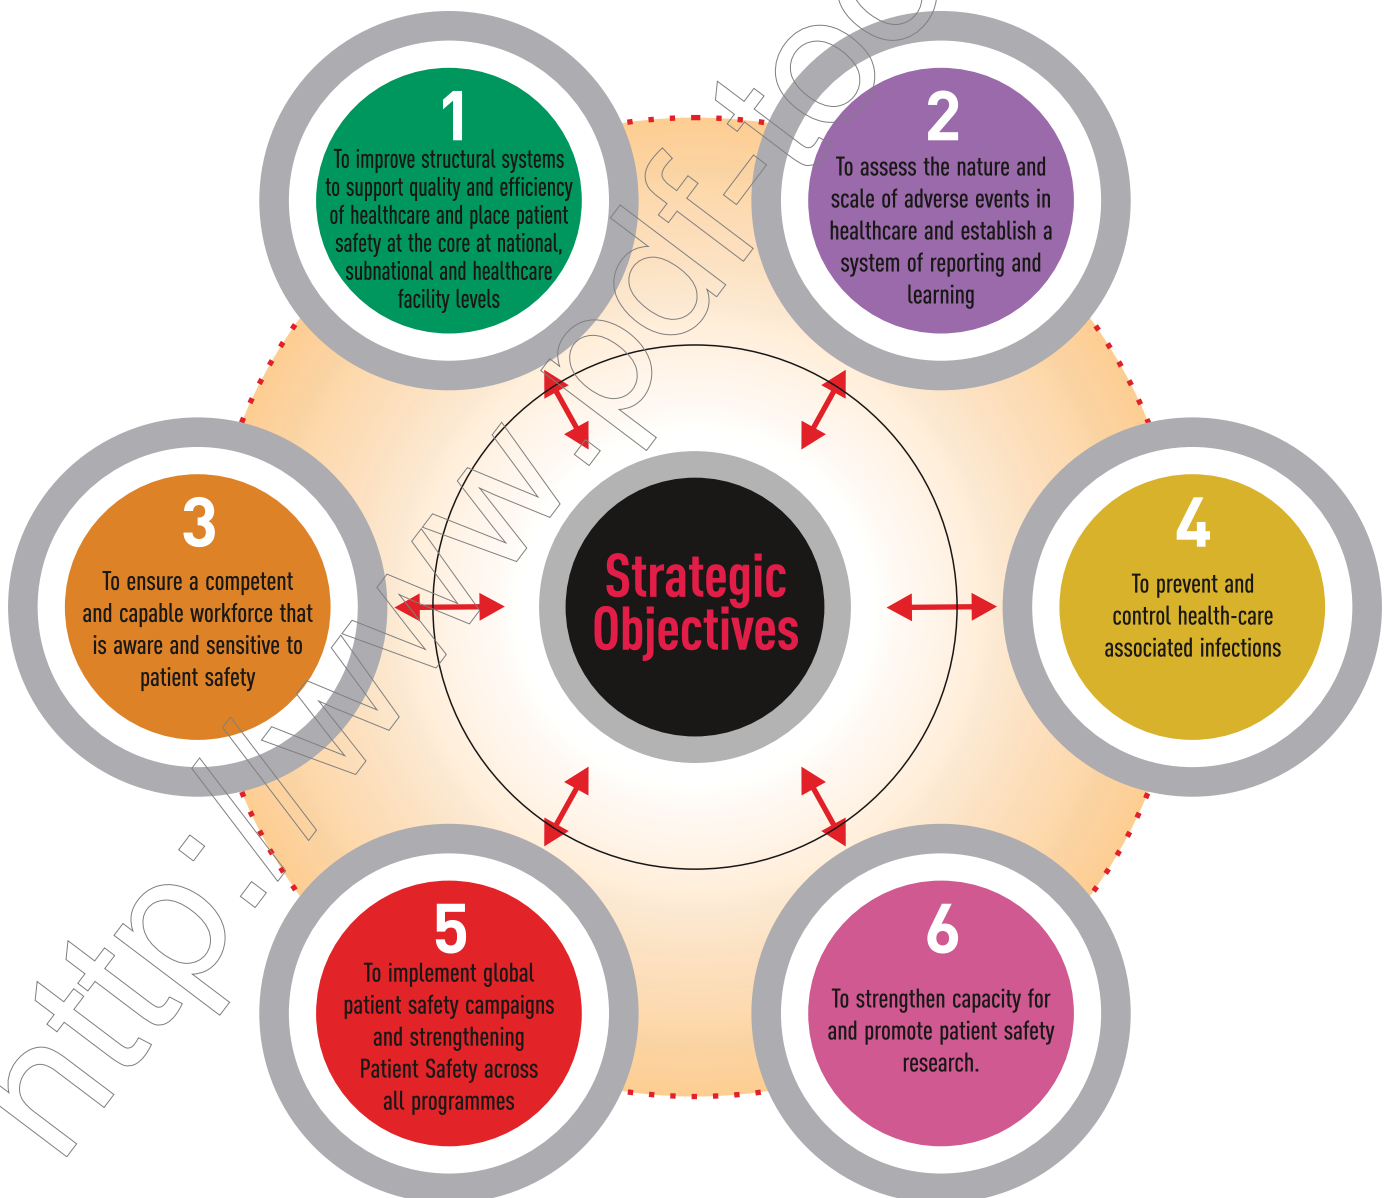 1
To improve structural systems
to support quality and efficiency
of healthcare and place patient
safety at the core at national,
subnational and healthcare
facility levels
2
To assess the nature and
scale of adverse events in
healthcare and establish a
system of reporting and
learning
3
To ensure a competent
and capable workforce that
is aware and sensitive to
patient safety
Strategic
Objectives
4
To prevent and
control health-care
associated infections
5
To implement global
patient safety campaigns
and strengthening
Patient Safety across
all programmes
6
To strengthen capacity for
and promote patient safety
research.